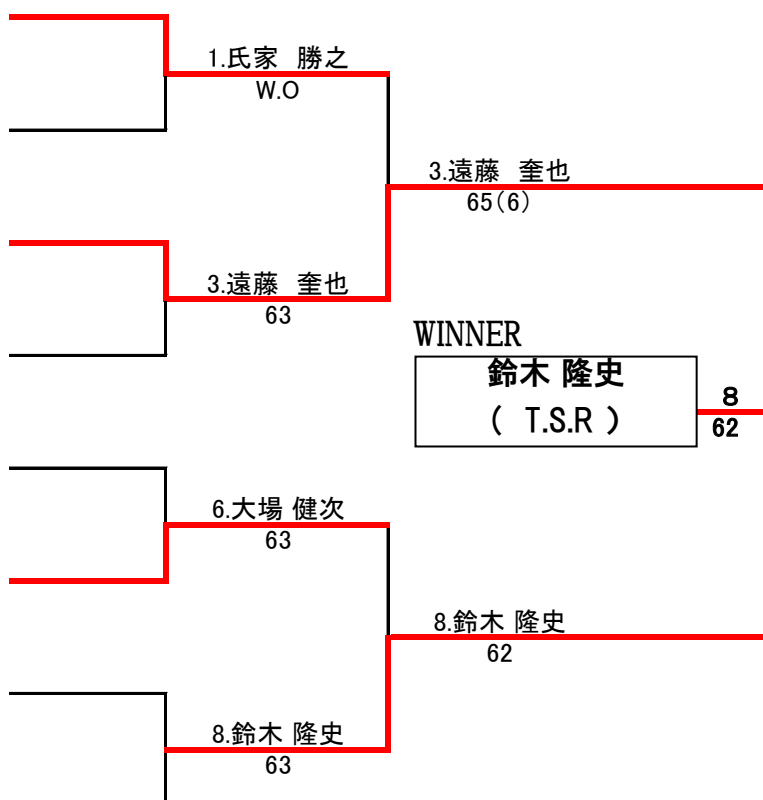 1.氏家　勝之
W.O
3.遠藤　奎也
65(6)
3.遠藤　奎也
63
WINNER
鈴木 隆史
( T.S.R )
8
62
6.大場 健次
63
8.鈴木 隆史
62
8.鈴木 隆史
63